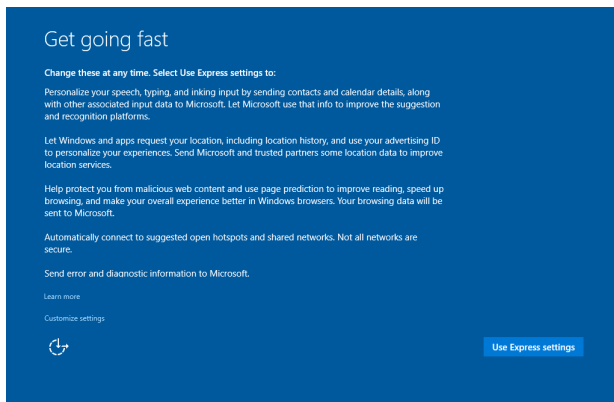 Get going fast
Change these at any time. Select Use Express settings to:
Personalize your speech, typing, and inking input by sending contacts and calendar details, along
with other associated input data to Microsoft. Let Microsoft use that info to improve the suggestion
and recognition platforms.
Let Windows and apps request your location, including location history, and use your advertising ID
to personalize your experiences. Send Microsoft and trusted partners some location data to improve
location services.
Help protect you from malicious web content and use page prediction to improve reading, speed up
browsing, and make your overall experience better in Windows browsers. Your browsing data will be
sent to Microsoft.
Automatically connect to suggested open hotspots and shared networks. Not all networks are
secure.
Send error and diagnostic information to Microsoft.
Learn more
Customize settings
Use Express settings